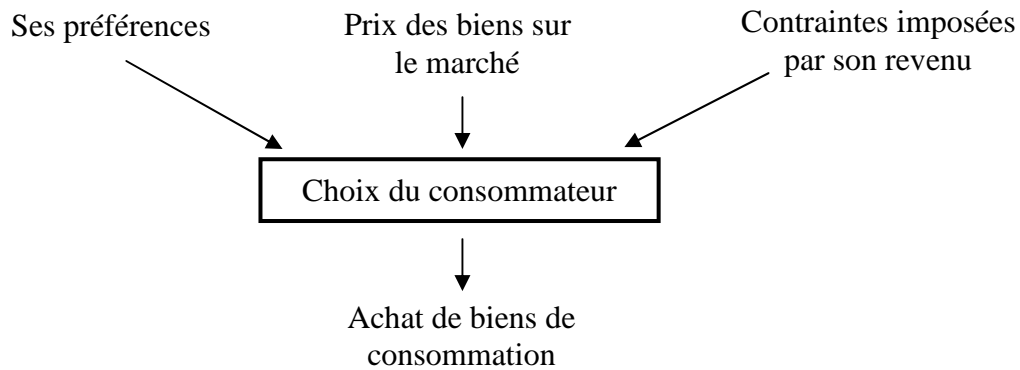 Ses préférences
Prix des biens sur
le marché
Contraintes imposées
par son revenu
Choix du consommateur
Achat de biens de
consommation